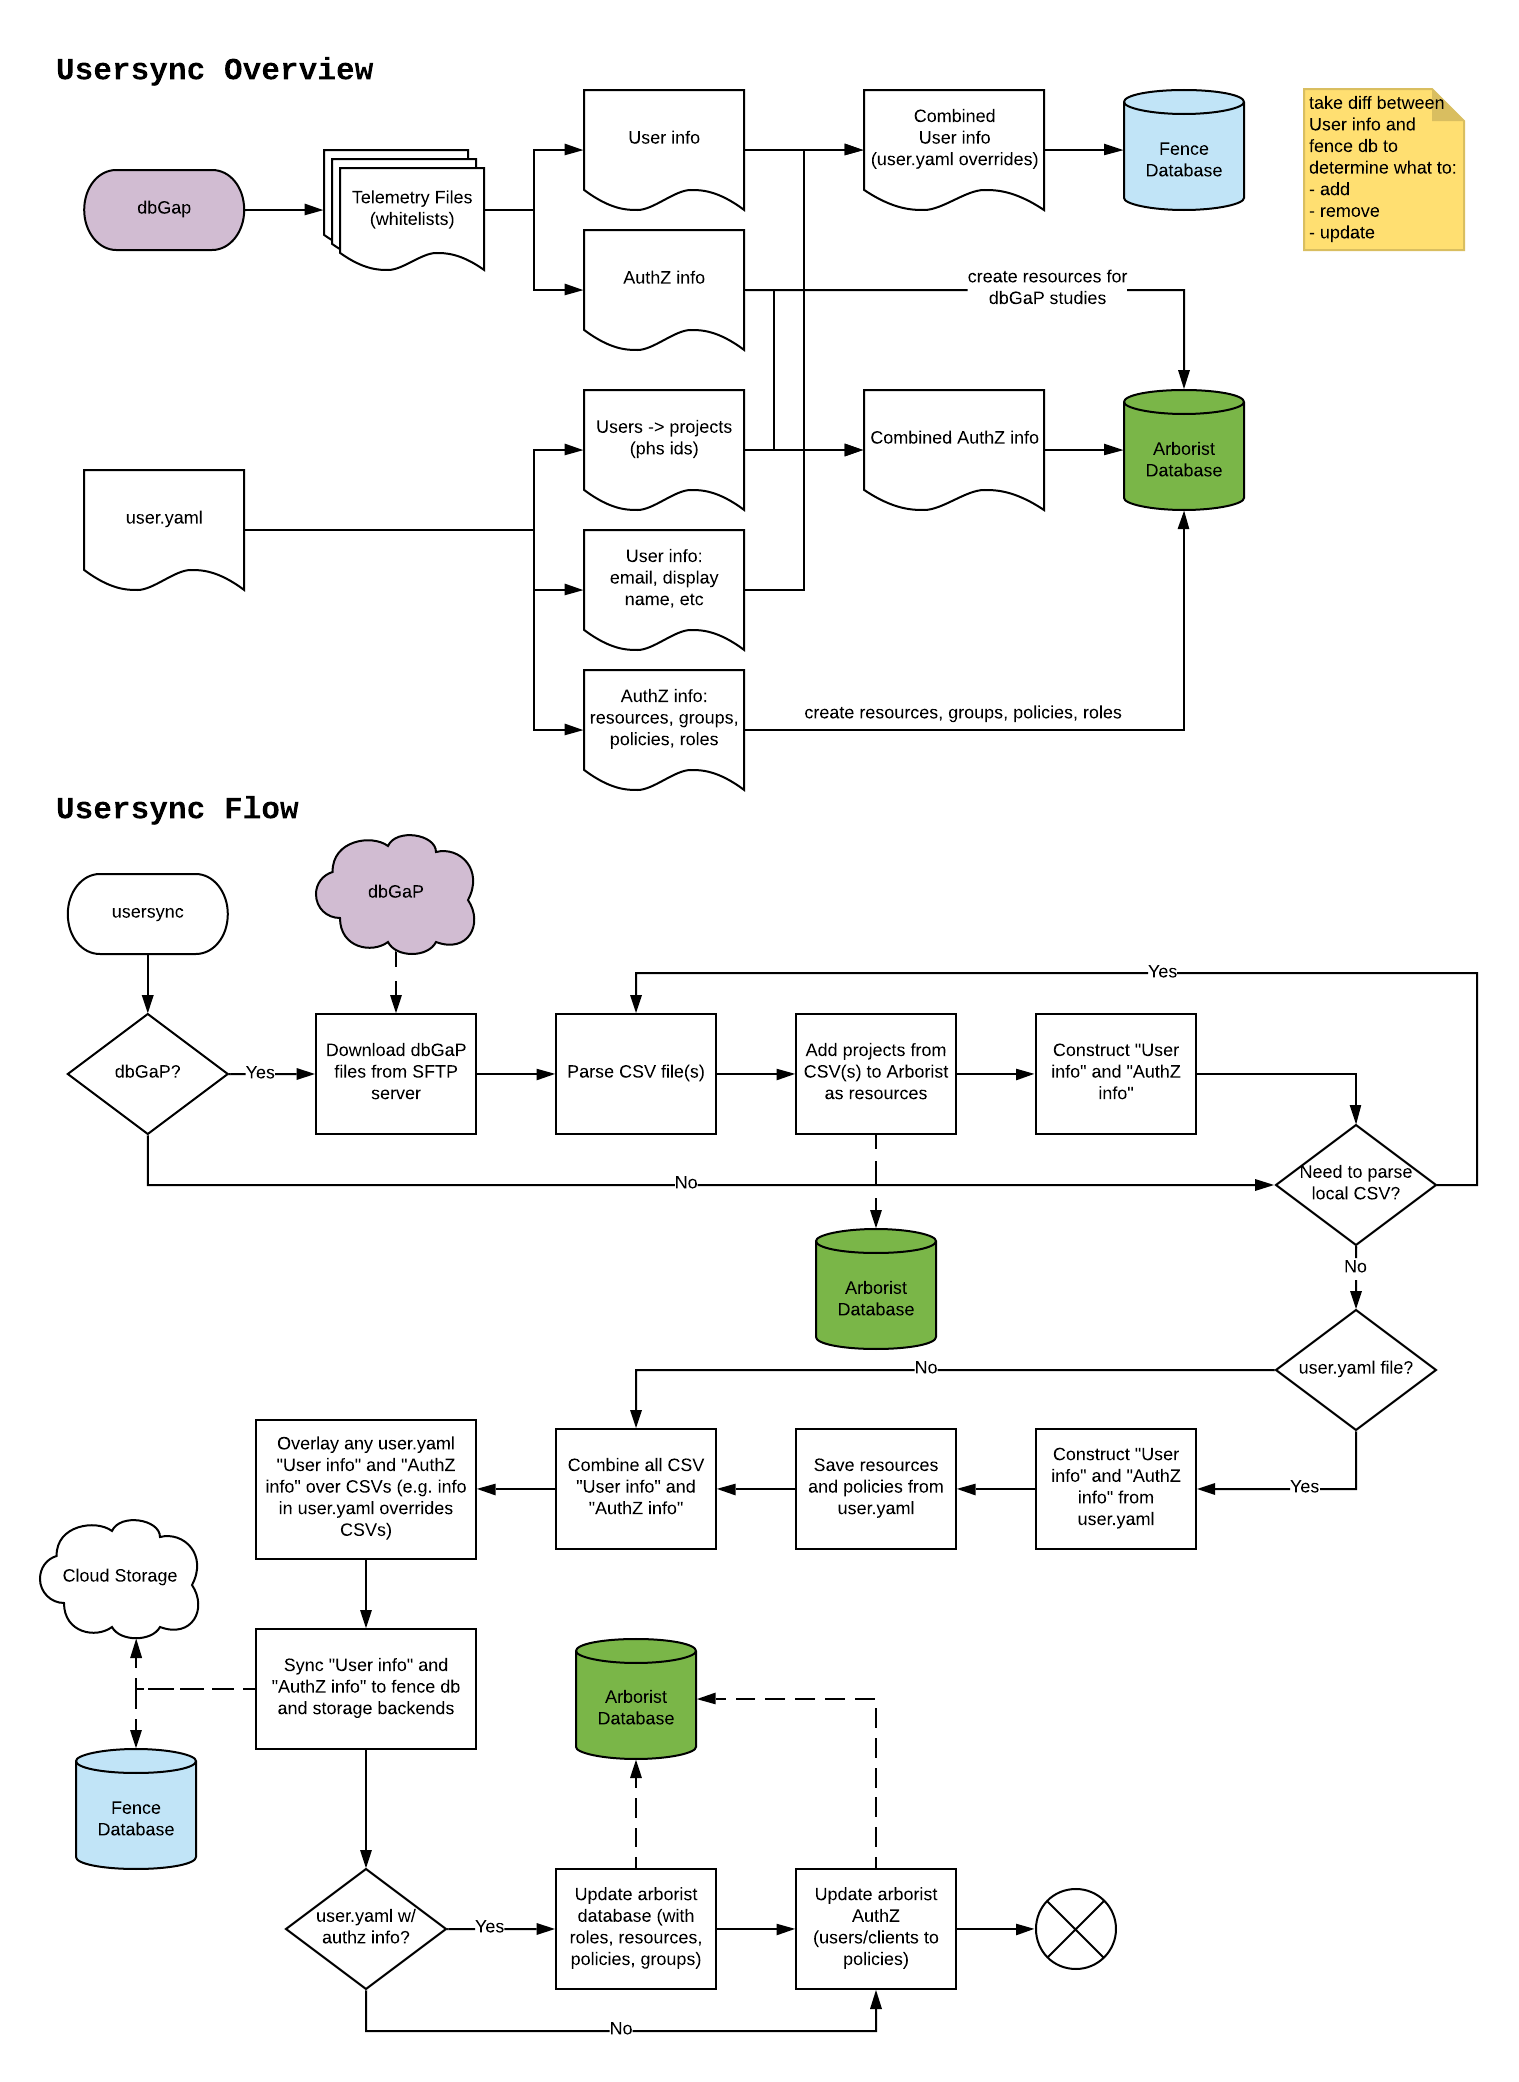 Usersync Overview
dbGap
Telemetry Files
(whitelists)
User info
Combined
User info
(user.yaml overrides)
Fence
Database
take diff between
User info and
fence db to
determine what to:
- add
- remove
- update
AuthZ info
create resources for
dbGaP studies
user.yaml
Users -> projects
(phs ids)
Combined AuthZ info
Arborist
Database
User info:
email, display
name, etc
AuthZ info:
resources, groups,
policies, roles
create resources, groups, policies, roles
Usersync Flow
usersync
dbGaP
Yes
dbGaP?
Yes
Download dbGaP
files from SFTP
server
Parse CSV file(s)
Add projects from
CSV(s) to Arborist
as resources
Construct "User
info" and "AuthZ
info"
No
Need to parse
local CSV?
No
Arborist
Database
user.yaml file?
No
Yes
Construct "User
info" and "AuthZ
info" from
user.yaml
Save resources
and policies from
user.yaml
Combine all CSV
"User info" and
"AuthZ info"
Overlay any user.yaml
"User info" and "AuthZ
info" over CSVs (e.g. info
in user.yaml overrides
CSVs)
Cloud Storage
Sync "User info" and
"AuthZ info" to fence db
and storage backends
Arborist
Database
Fence
Database
user.yaml w/
authz info?
Yes
Update arborist
database (with
roles, resources,
policies, groups)
Update arborist
AuthZ
(users/clients to
policies)
No